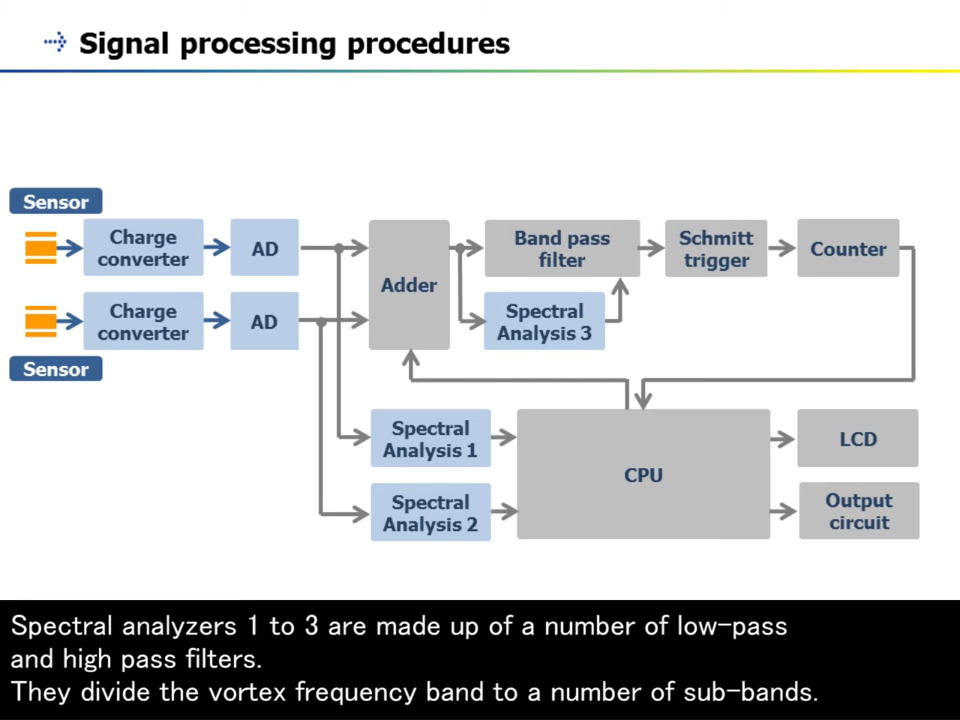 Signal processing procedures
Sensor
Charge
converter
AD
Adder
Band pass
filter
Schmitt
trigger
Counter
Charge
converter
AD
Spectral
Analysis 3
Sensor
Spectral
Analysis 1
CPU
LCD
Spectral
Analysis 2
Output
circuit
Spectral analyzers 1 to 3 are made up of a number of low-pass
and high pass filters.
They divide the vortex frequency band to a number of sub-bands.